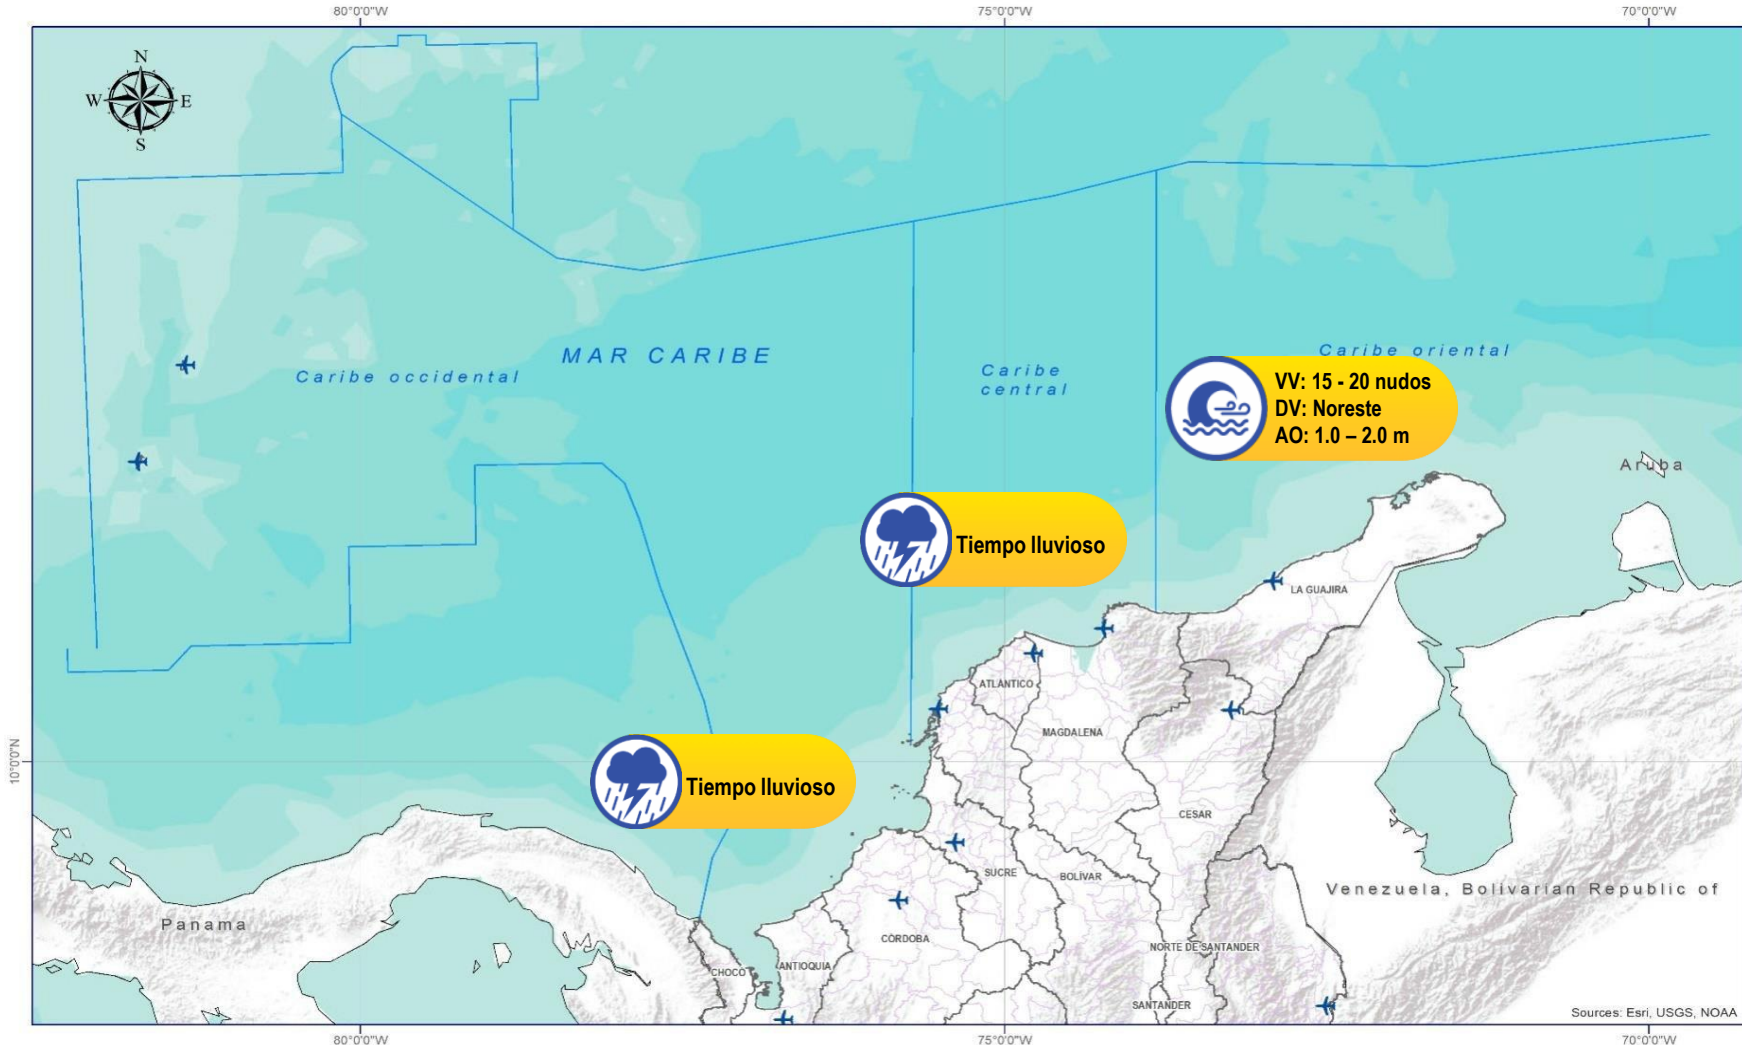 80°0'0"W
75°0'0"W
70°0'0"W
N
W
E
S
MAR CARIBE
Caribe occidental
Caribe
central
Caribe oriental
VV: 15 - 20 nudos
DV: Noreste
AO: 1.0 – 2.0 m
Aruba
Tiempo lluvioso
LA GUAJIRA
ATLÁNTICO
MAGDALENA
10°0'0"N
Tiempo lluvioso
CESAR
SUCRE
BOLÍVAR
Venezuela, Bolivarian Republic of
Panama
CÓRDOBA
NORTE DE SANTANDER
CHOCÓ
ANTIOQUIA
SANTANDER
Sources: Esri, USGS, NOAA
80°0'0"W
75°0'0"W
70°0'0"W